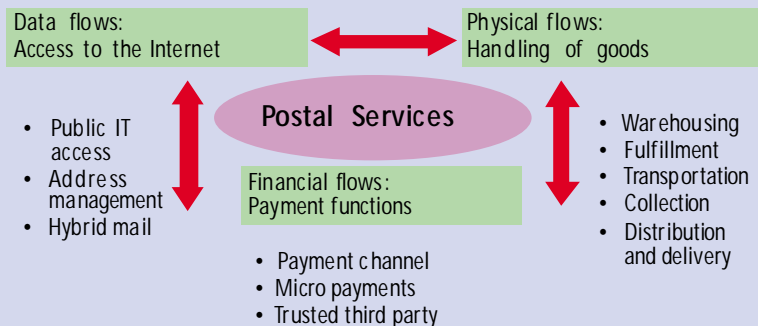 Data flows:
Access to the Internet
Physical flows:
Handling of goods
Postal Services
• Public IT
access
• Address
management
• Hybrid mail
Financial flows:
Payment functions
• Payment channel
• Micro payments
• Trusted third party
• Warehousing
• Fulfillment
• Transportation
• Collection
• Distribution
and delivery